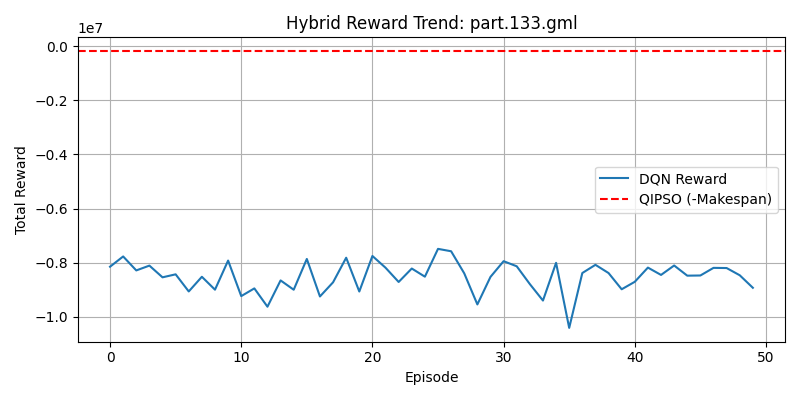 Hybrid Reward Trend: part.133.gml
1e7
0.0
−0.2
−0.4
−0.6
−0.8
−1.0
Total Reward
DQN Reward
QIPSO (-Makespan)
0 10 20 30 40 50
Episode